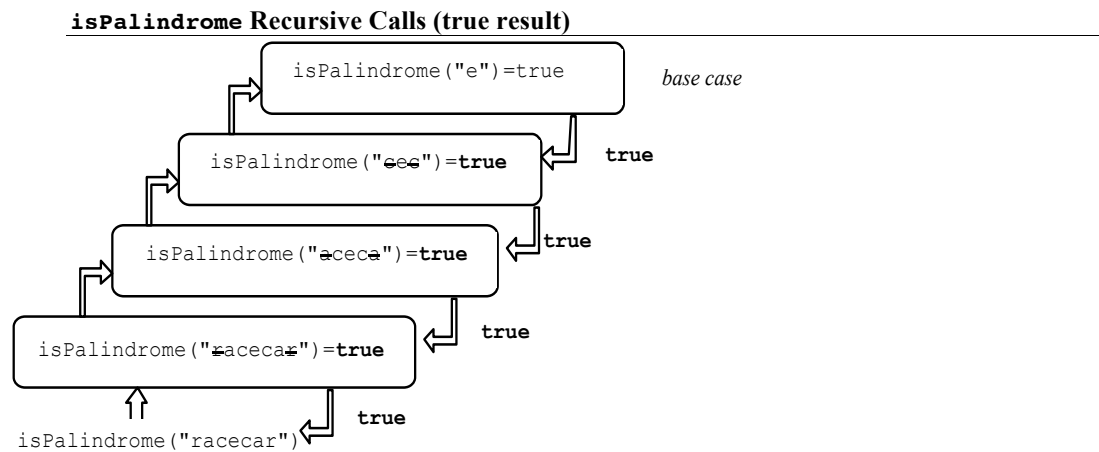 isPalindrome Recursive Calls (true result)
isPalindrome("e")=true
base case
isPalindrome("cec")=true
true
isPalindrome("aceca")=true
true
isPalindrome("racecar")=true
true
isPalindrome("racecar")
true